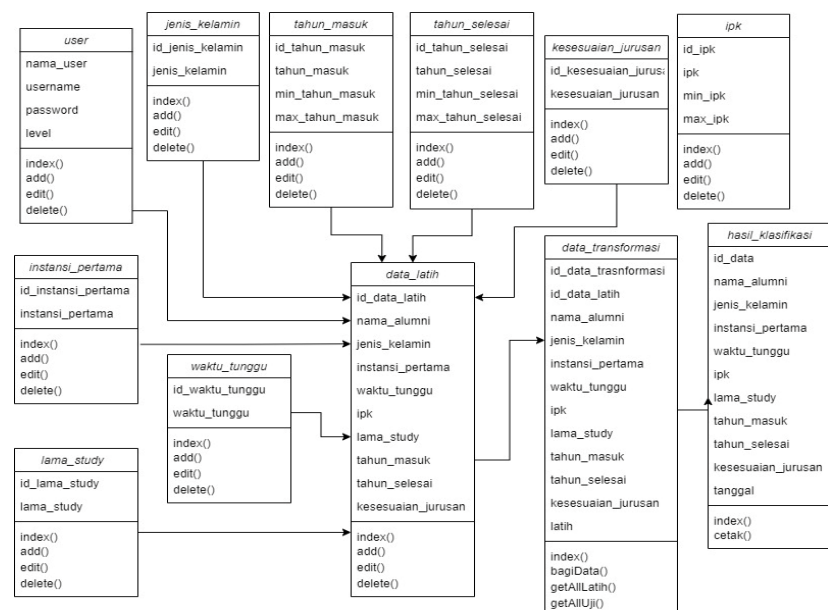 user
nama_user
username
password
level
index()
add()
edit()
delete()
jenis_kelamin
id_jenis_kelamin
jenis_kelamin
index()
add()
edit()
delete()
tahun_masuk
id_tahun_masuk
tahun_masuk
min_tahun_masuk
max_tahun_masuk
index()
add()
edit()
delete()
tahun_selesai
id_tahun_selesai
tahun_selesai
min_tahun_selesai
max_tahun_selesai
index()
add()
edit()
delete()
kesesuaian_jurusan
id_kesesuaian_jurusa
kesesuaian_jurusan
index()
add()
edit()
delete()
ipk
id_ipk
ipk
min_ipk
max_ipk
index()
add()
edit()
delete()
instansi_pertama
id_instansi_pertama
instansi_pertama
index()
add()
edit()
delete()
waktu_tunggu
id_waktu_tunggu
waktu_tunggu
index()
add()
edit()
delete()
lama_study
id_lama_study
lama_study
index()
add()
edit()
delete()
data_latih
id_data_latih
nama_alumni
jenis_kelamin
instansi_pertama
waktu_tunggu
ipk
lama_study
tahun_masuk
tahun_selesai
kesesuaian_jurusan
index()
add()
edit()
delete()
data_transformasi
id_data_trasnformasi
id_data_latih
nama_alumni
jenis_kelamin
instansi_pertama
waktu_tunggu
ipk
lama_study
tahun_masuk
tahun_selesai
kesesuaian_jurusan
latih
index()
bagiData()
getAllLatih()
getAllUji()
hasil_klasifikasi
id_data
nama_alumni
jenis_kelamin
instansi_pertama
waktu_tunggu
ipk
lama_study
tahun_masuk
tahun_selesai
kesesuaian_jurusan
tanggal
index()
cetak()